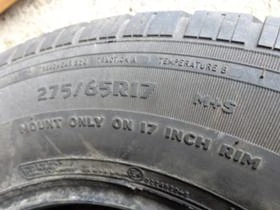 TRACTION A TEMPERATURE B
275/65R17 M+S
MOUNT ONLY ON 17 INCH RIM